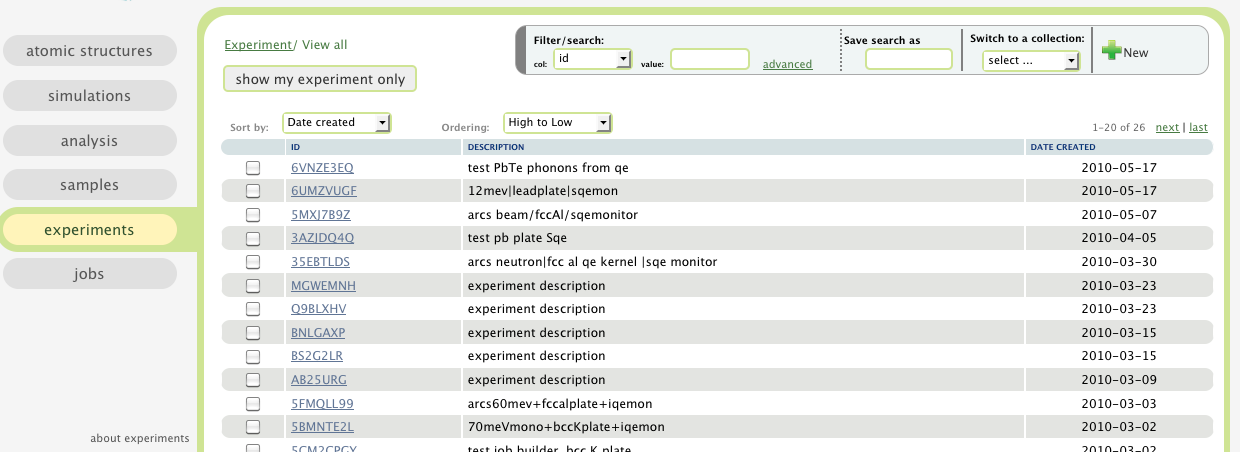 atomic structures
simulations
analysis
samples
experiments
jobs
about experiments
Experiment/ View all
show my experiment only
Filter/search:
col: id value: advanced
Save search as
Switch to a collection:
select ...
New
Sort by: Date created Ordering: High to Low 1-20 of 26 next | last
ID DESCRIPTION DATE CREATED
6VNZE3EQ test PbTe phonons from qe 2010-05-17
6UMZVUGF 12mev|leadplate|sqemon 2010-05-17
5MXJ7B9Z arcs beam/fccAl/sqemonitor 2010-05-07
3AZJDQ4Q test pb plate Sqe 2010-04-05
35EBTLDS arcs neutron|fcc al qe kernel |sqe monitor 2010-03-30
MGWEMNH experiment description 2010-03-23
Q9BLXHV experiment description 2010-03-23
BNLGAXP experiment description 2010-03-15
BS2G2LR experiment description 2010-03-15
AB25URG experiment description 2010-03-09
5FMQLL99 arcs60mev+fccalplate+iqemon 2010-03-03
5BMNTE2L 70meVmono+bccKplate+iqemon 2010-03-02
test job builder. bcc K plate 2010-03-02